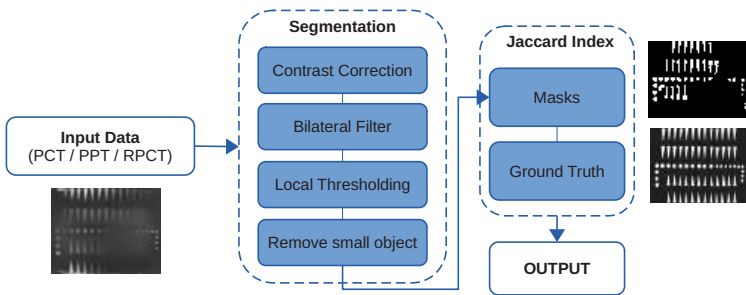 Input Data
(PCT / PPT / RPCT)
Segmentation
Contrast Correction
Bilateral Filter
Local Thresholding
Remove small object
Jaccard Index
Masks
Ground Truth
OUTPUT